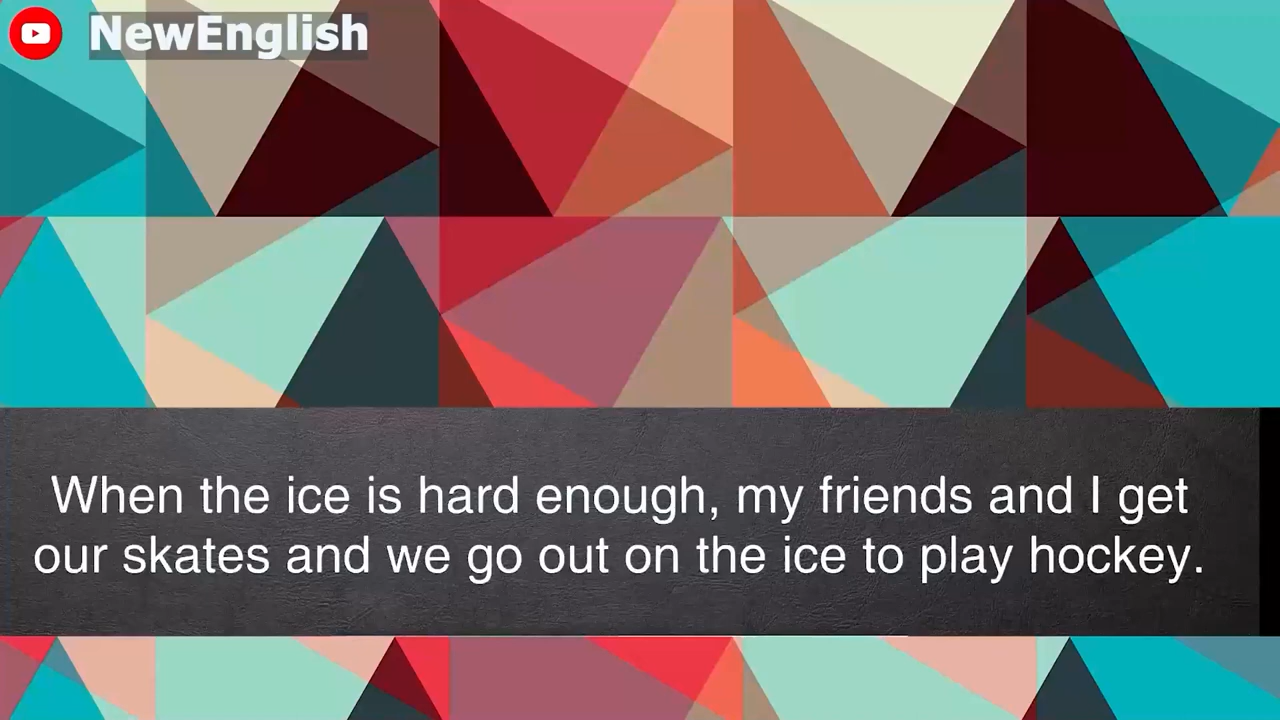 NewEnglish
When the ice is hard enough, my friends and I get
our skates and we go out on the ice to play hockey.